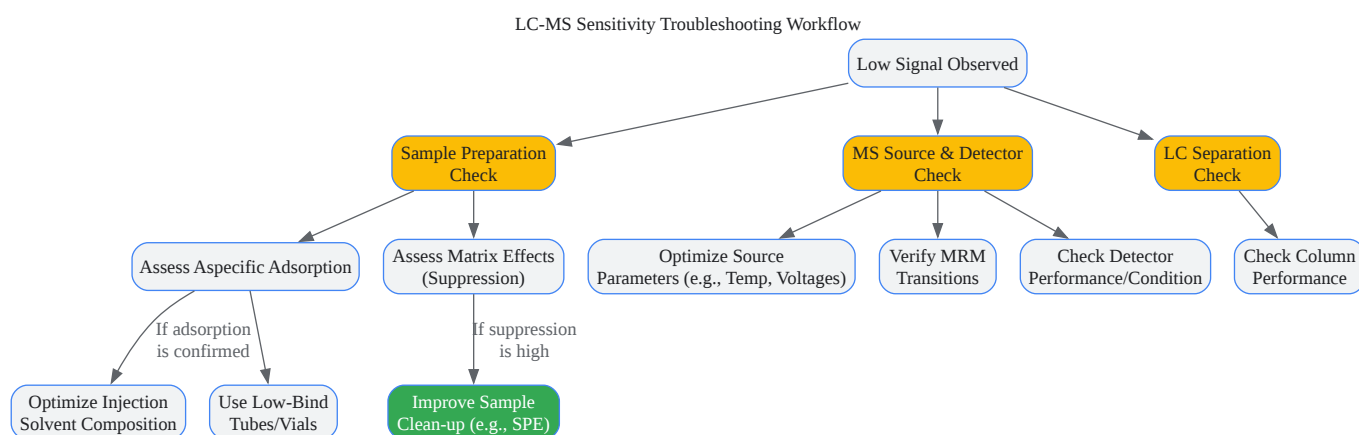 LC-MS Sensitivity Troubleshooting Workflow
Low Signal Observed
Sample Preparation
Check
MS Source & Detector
Check
LC Separation
Check
Assess Aspecific Adsorption
Assess Matrix Effects
(Suppression)
Optimize Source
Parameters (e.g., Temp, Voltages)
Verify MRM
Transitions
Check Detector
Performance/Condition
Check Column
Performance
If adsorption
is confirmed
If suppression
is high
Optimize Injection
Solvent Composition
Use Low-Bind
Tubes/Vials
Improve Sample
Clean-up (e.g., SPE)